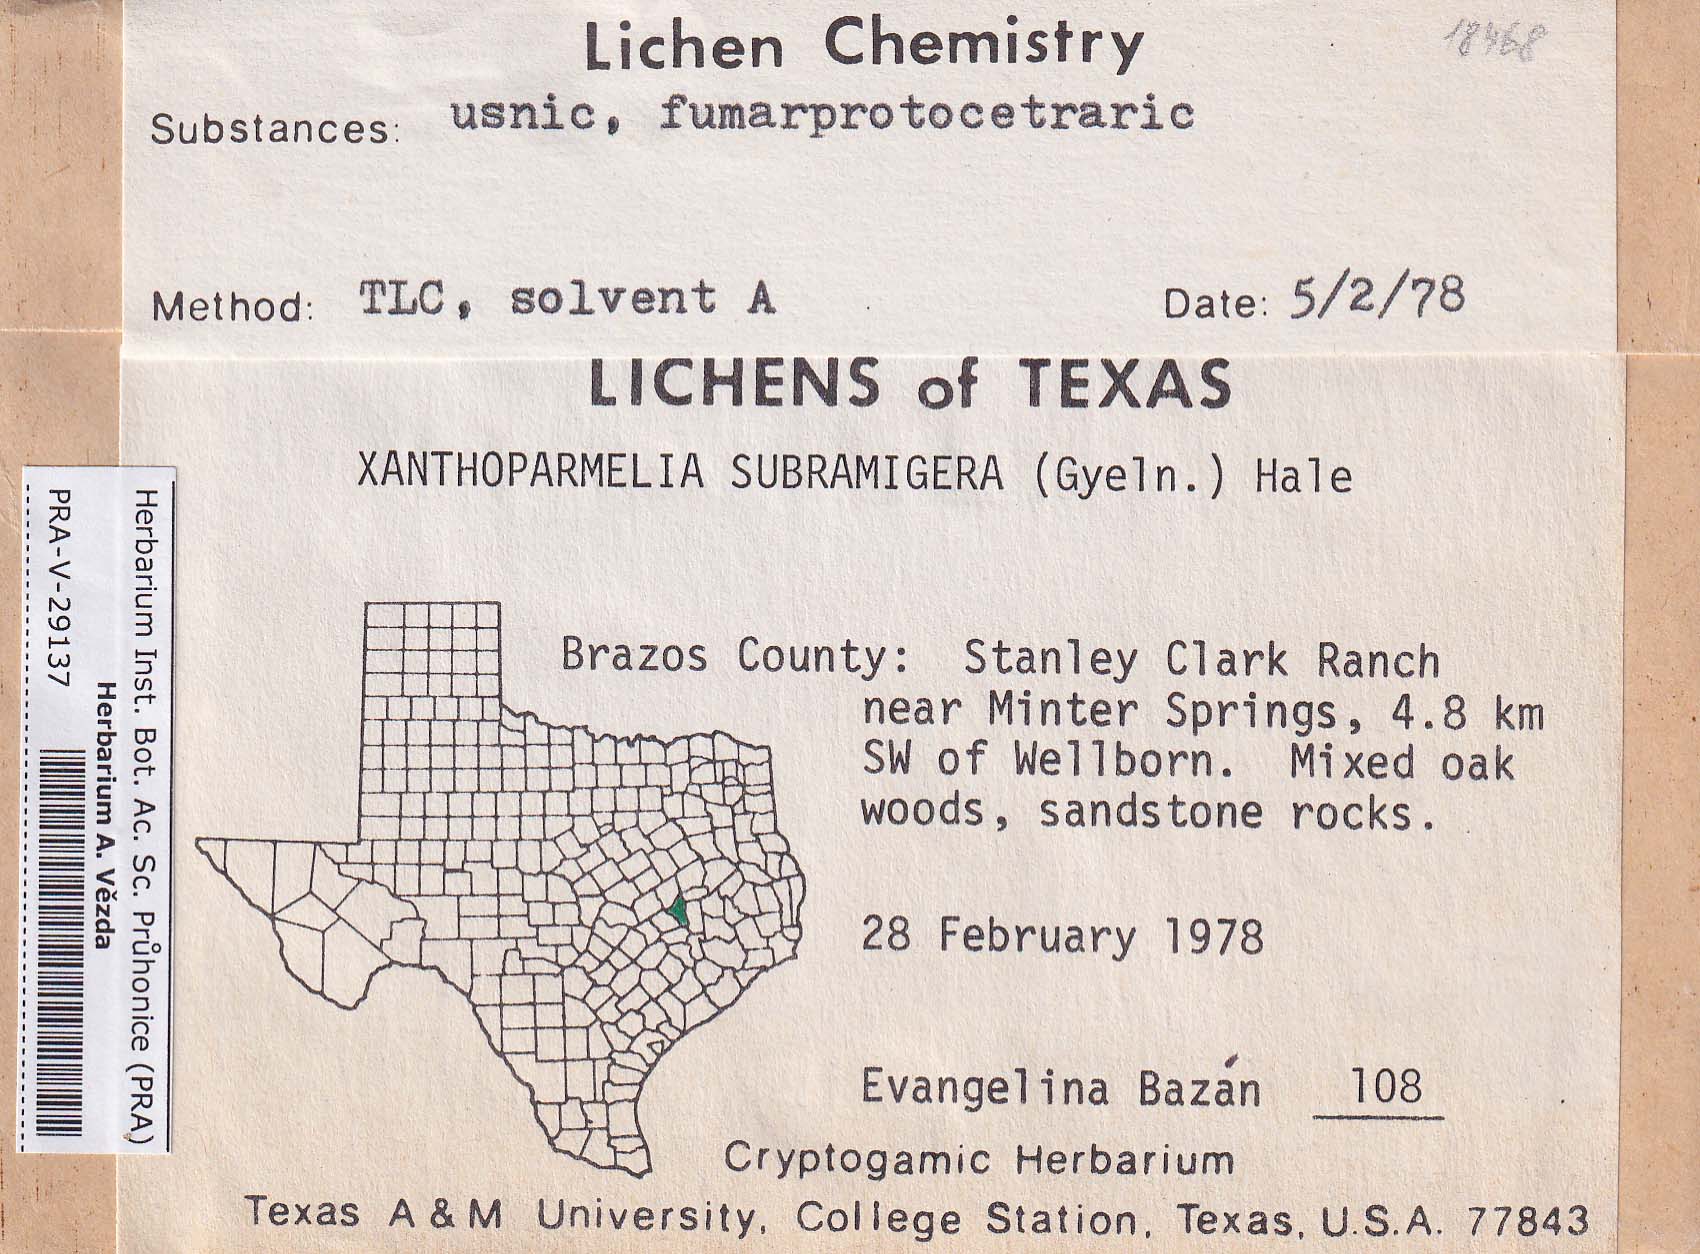 Lichen Chemistry
18468
Substances: usnic, fumarprotocetraric
Method: TLC, solvent A
Date: 5/2/78
LICHENS of TEXAS
XANTHOPARMELIA SUBRAMIGERA (Gyeln.) Hale
Brazos County: Stanley Clark Ranch
near Minter Springs, 4.8 km
SW of Wellborn. Mixed oak
woods, sandstone rocks.
28 February 1978
Evangelina Bazán 108
Cryptogamic Herbarium
Texas A & M University, College Station, Texas, U.S.A. 77843
Herbarium Inst. Bot. Ac. Sc. Průhonice (PRA)
Herbarium A. Vězda
PRA-V-29137